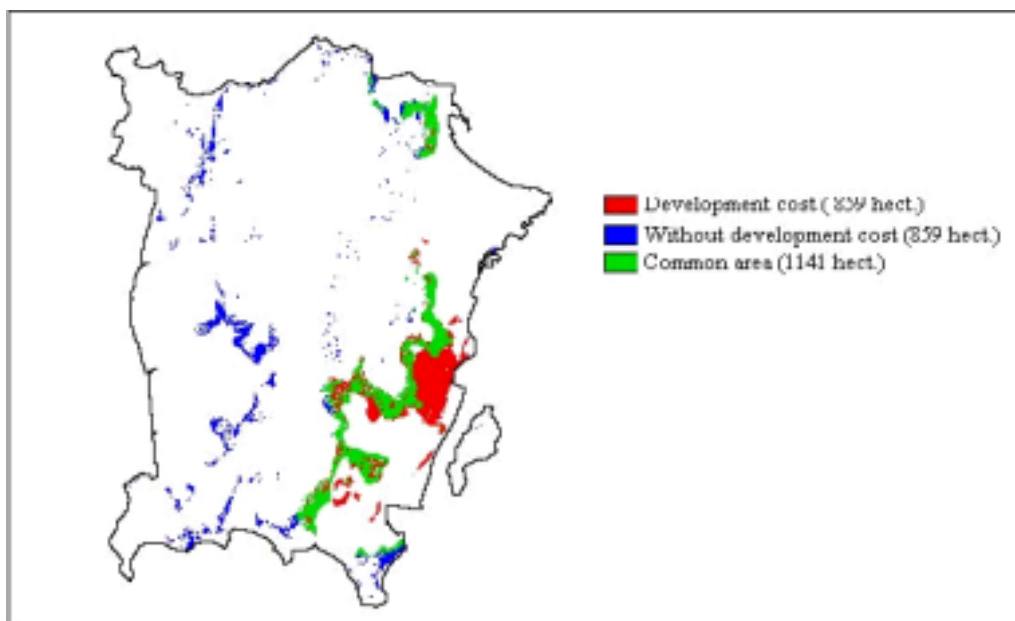 Development cost ( 859 hect.)
Without development cost (859 hect.)
Common area (1141 hect.)